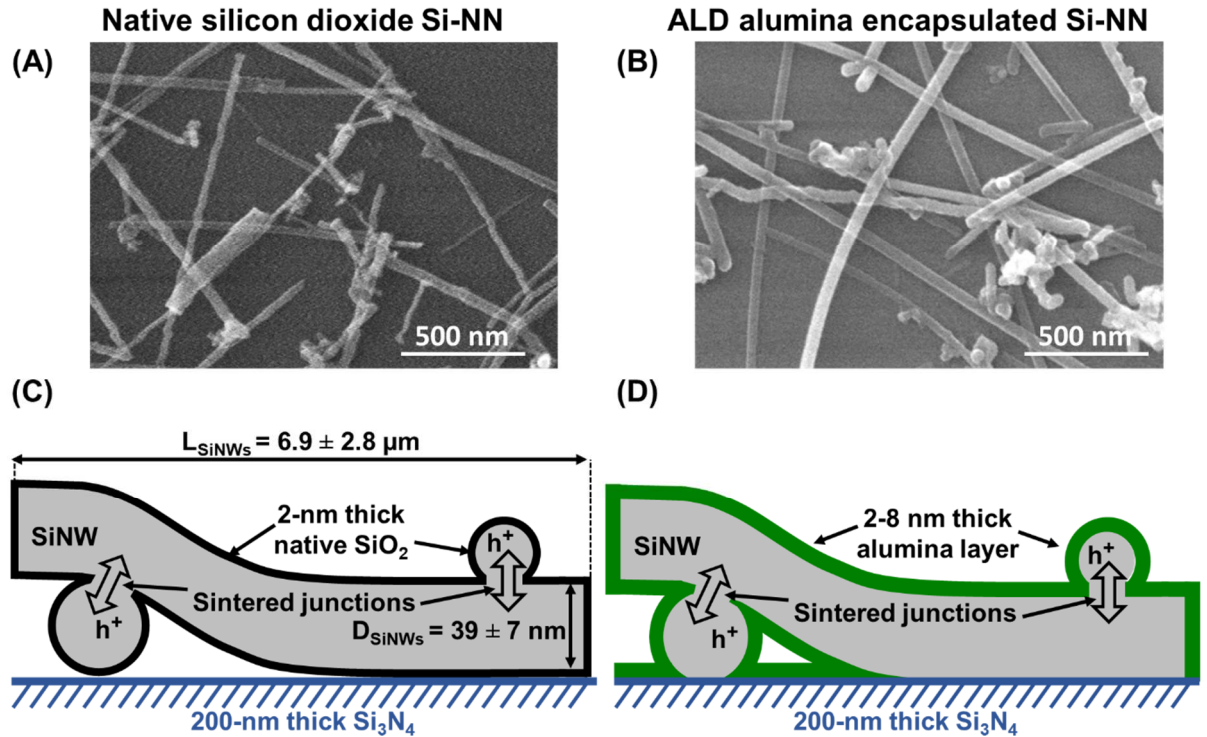 Native silicon dioxide Si-NN
ALD alumina encapsulated Si-NN
(A)
(B)
500 nm
500 nm
(C)
(D)
L_SiNWs = 6.9 ± 2.8 µm
2-nm thick
native SiO₂
SiNW
h⁺
Sintered junctions
h⁺
D_SiNWs = 39 ± 7 nm
200-nm thick Si₃N₄
2-8 nm thick
alumina layer
SiNW
h⁺
Sintered junctions
h⁺
200-nm thick Si₃N₄